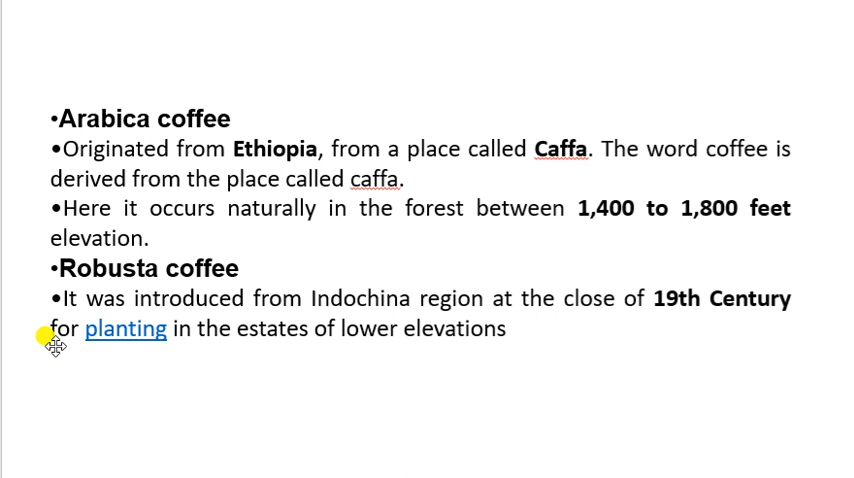 •Arabica coffee
•Originated from Ethiopia, from a place called Caffa. The word coffee is
derived from the place called caffa.
•Here it occurs naturally in the forest between 1,400 to 1,800 feet
elevation.
•Robusta coffee
•It was introduced from Indochina region at the close of 19th Century
for planting in the estates of lower elevations